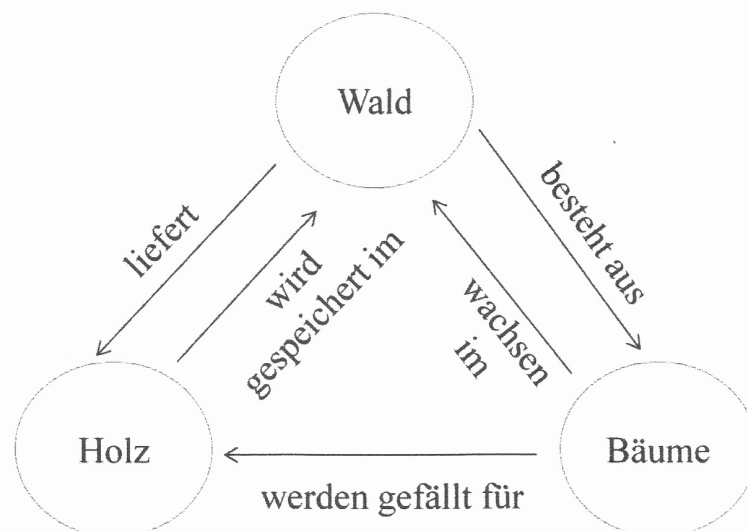 Wald
liefert
wird
gespeichert im
wachsen
im
besteht aus
Holz
Bäume
werden gefällt für